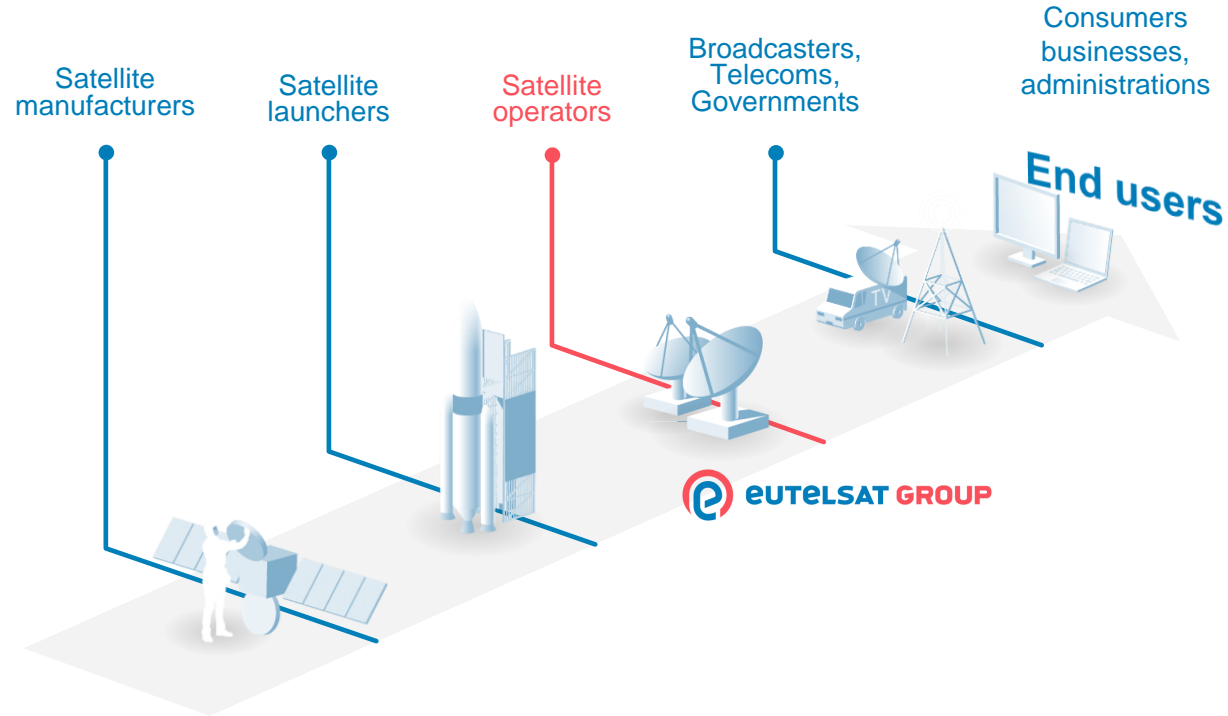 Consumers
businesses,
administrations
Broadcasters,
Telecoms,
Governments
Satellite
manufacturers
Satellite
launchers
Satellite
operators
End users
TV
eutelsat GROUP